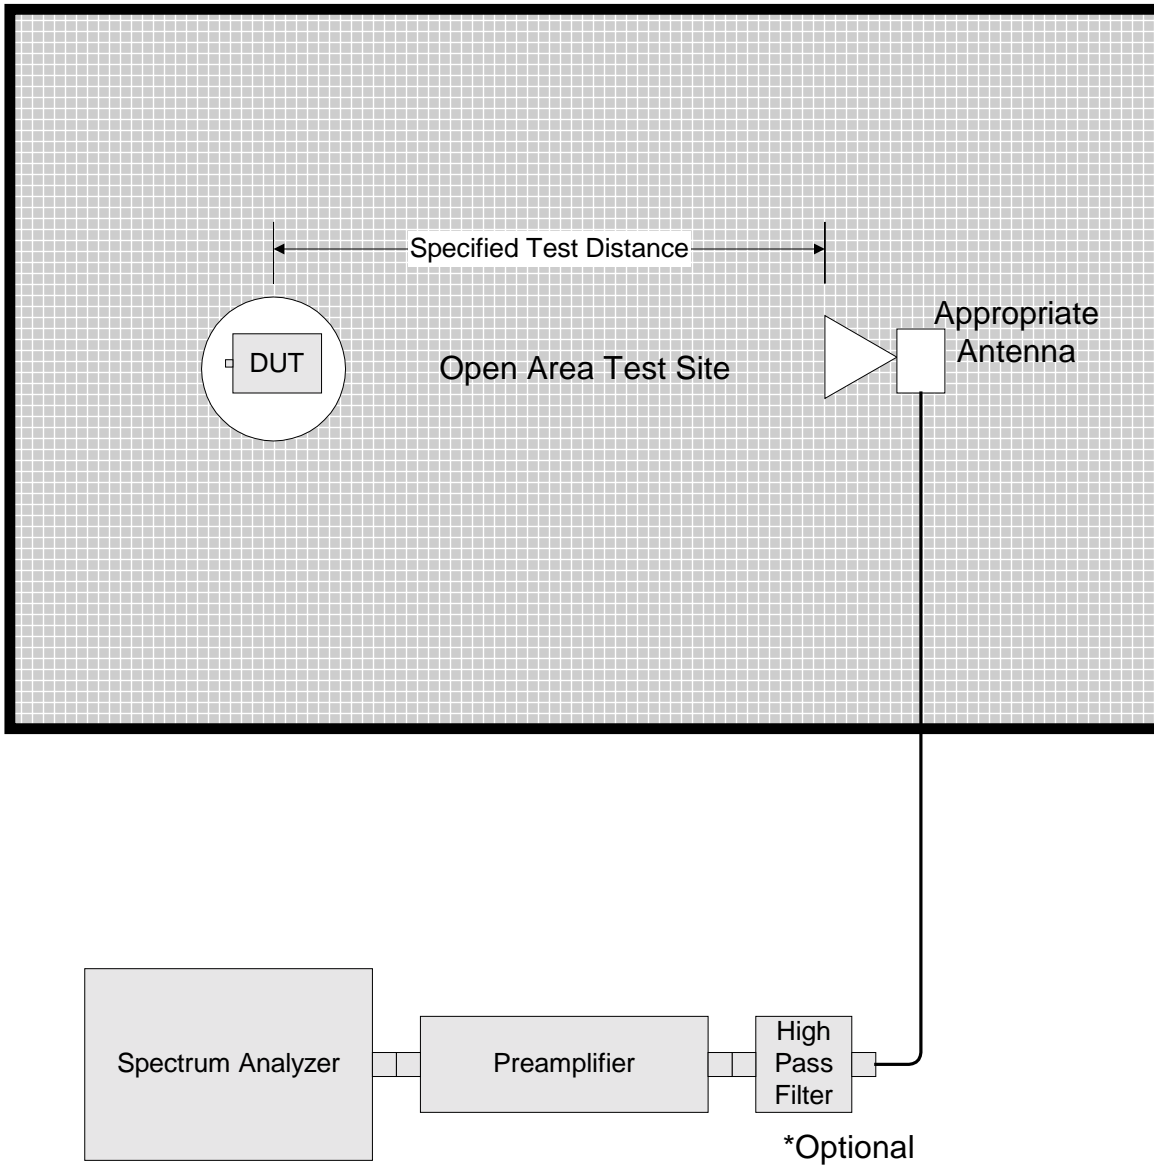 Specified Test Distance
Appropriate
Antenna
DUT
Open Area Test Site
Spectrum Analyzer
Preamplifier
High
Pass
Filter
*Optional